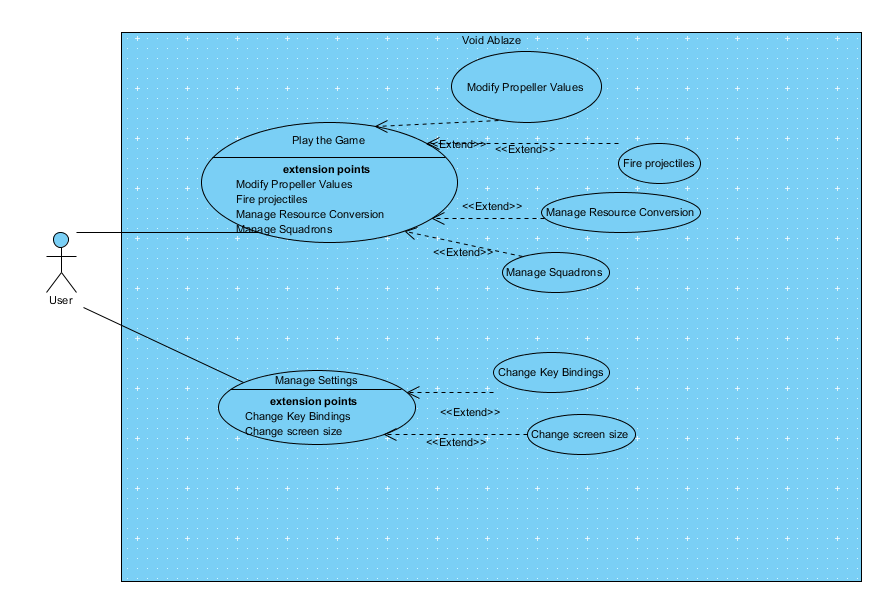 Void Ablaze
Modify Propeller Values
Play the Game
<<Extend>>
<<Extend>>
Fire projectiles
extension points
Modify Propeller Values
Fire projectiles
Manage Resource Conversion
Manage Squadrons
<<Extend>>
Manage Resource Conversion
<<Extend>>
Manage Squadrons
User
Manage Settings
extension points
Change Key Bindings
Change screen size
Change Key Bindings
<<Extend>>
Change screen size
<<Extend>>